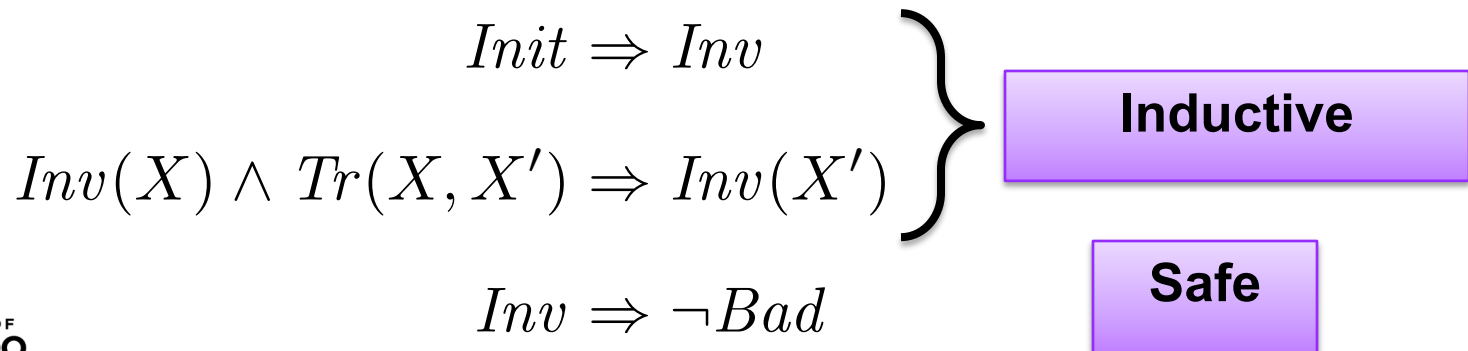 Init ⇒ Inv
Inductive
Inv(X) ∧ Tr(X, X′) ⇒ Inv(X′)
Safe
Inv ⇒ ¬Bad